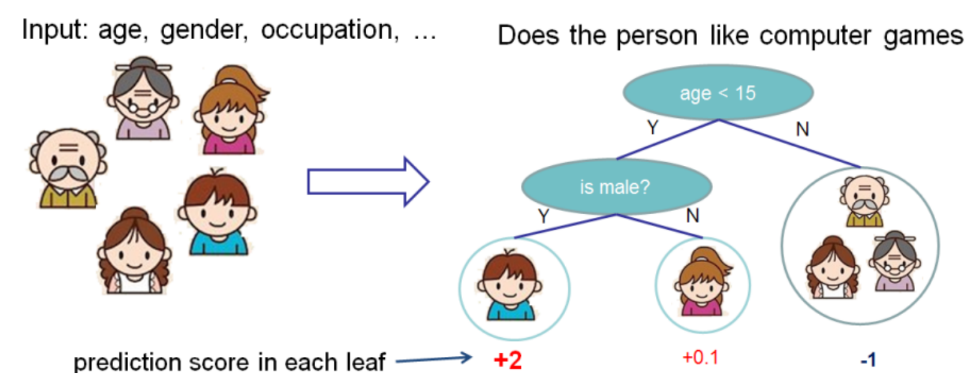 Input: age, gender, occupation, ...
Does the person like computer games
age < 15
Y
N
is male?
Y
N
prediction score in each leaf
+2
+0.1
-1